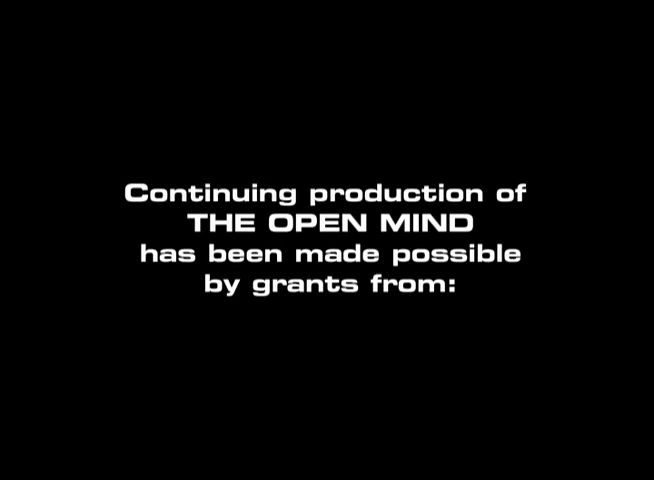 Continuing production of
THE OPEN MIND
has been made possible
by grants from: